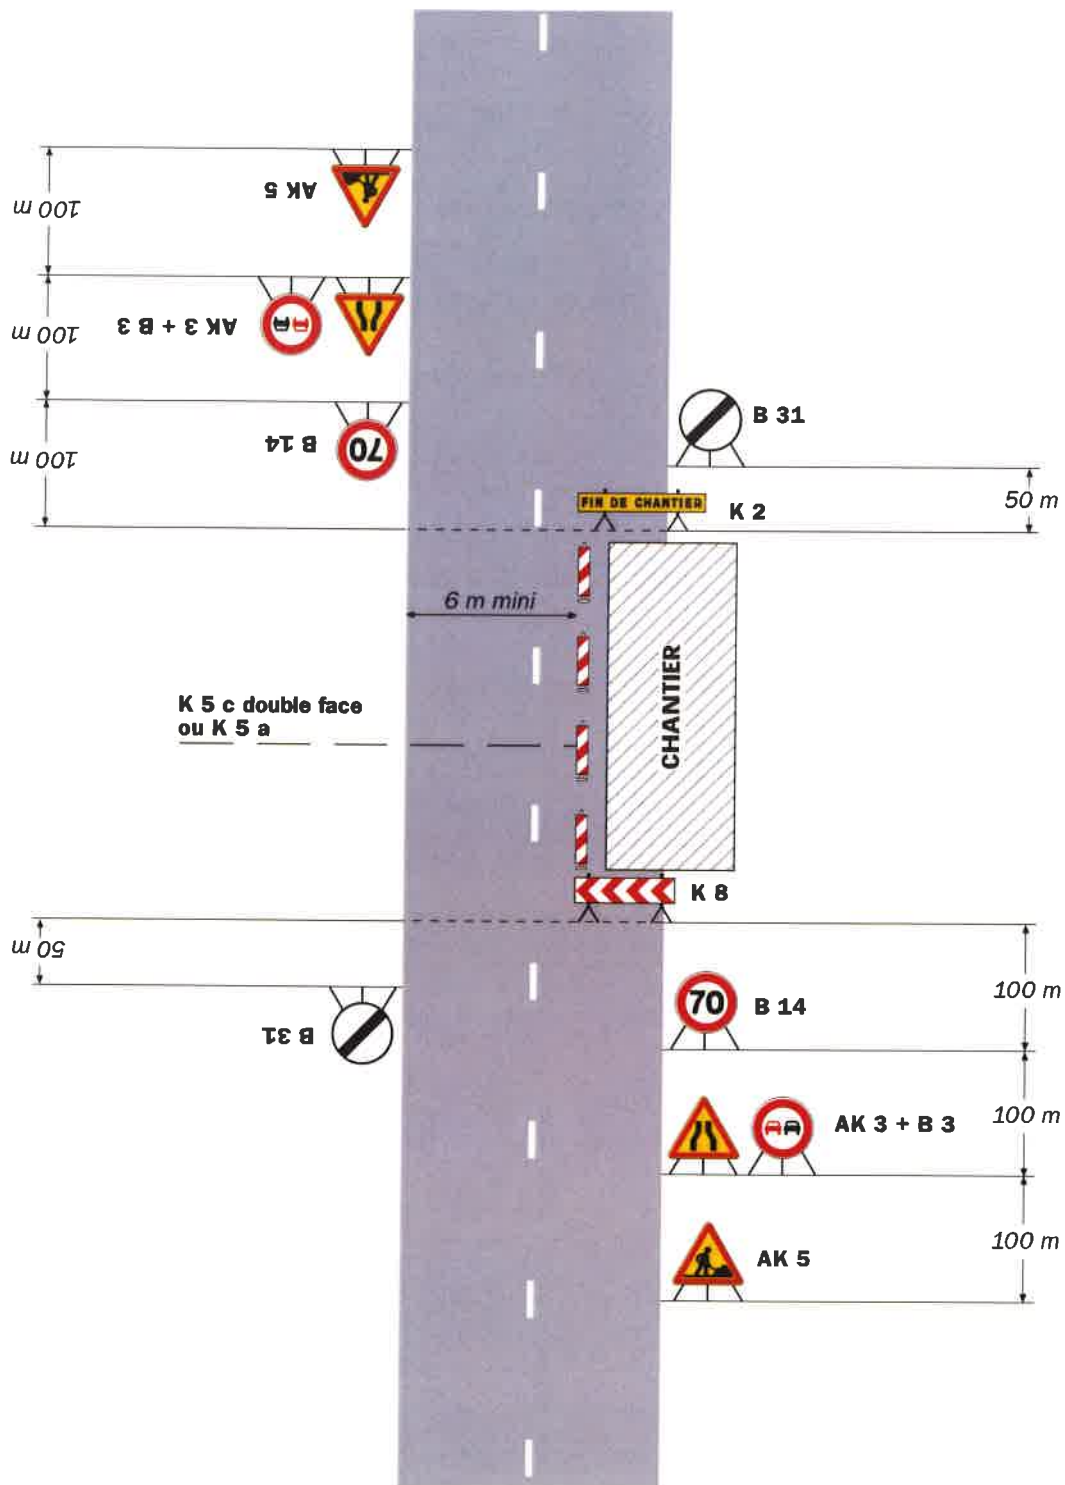 AK 5
100 m
AK 3 + B 3
100 m
B 14
70
100 m
B 31
FIN DE CHANTIER
K 2
50 m
6 m mini
K 5 c double face
ou K 5 a
CHANTIER
K 8
50 m
B 31
70
B 14
100 m
AK 3 + B 3
100 m
AK 5
100 m